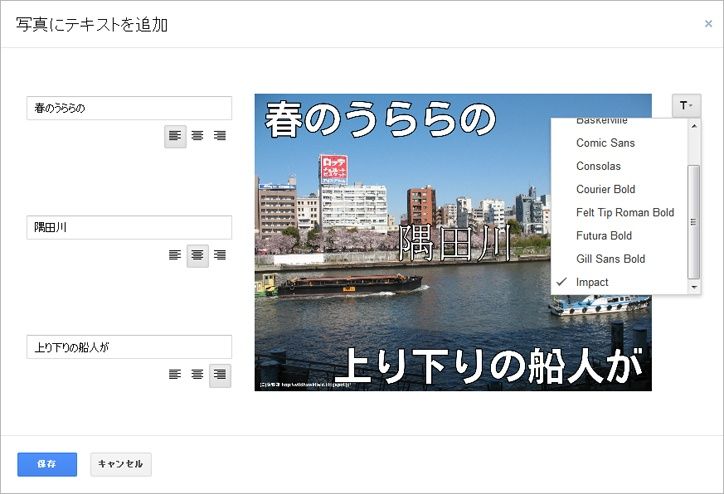 写真にテキストを追加
×
春のうららの
隅田川
上り下りの船人が
春のうららの
ロッテ
隅田川
上り下りの船人が
T
Baskerville
Comic Sans
Consolas
Courier Bold
Felt Tip Roman Bold
Futura Bold
Gill Sans Bold
Impact
保存
キャンセル